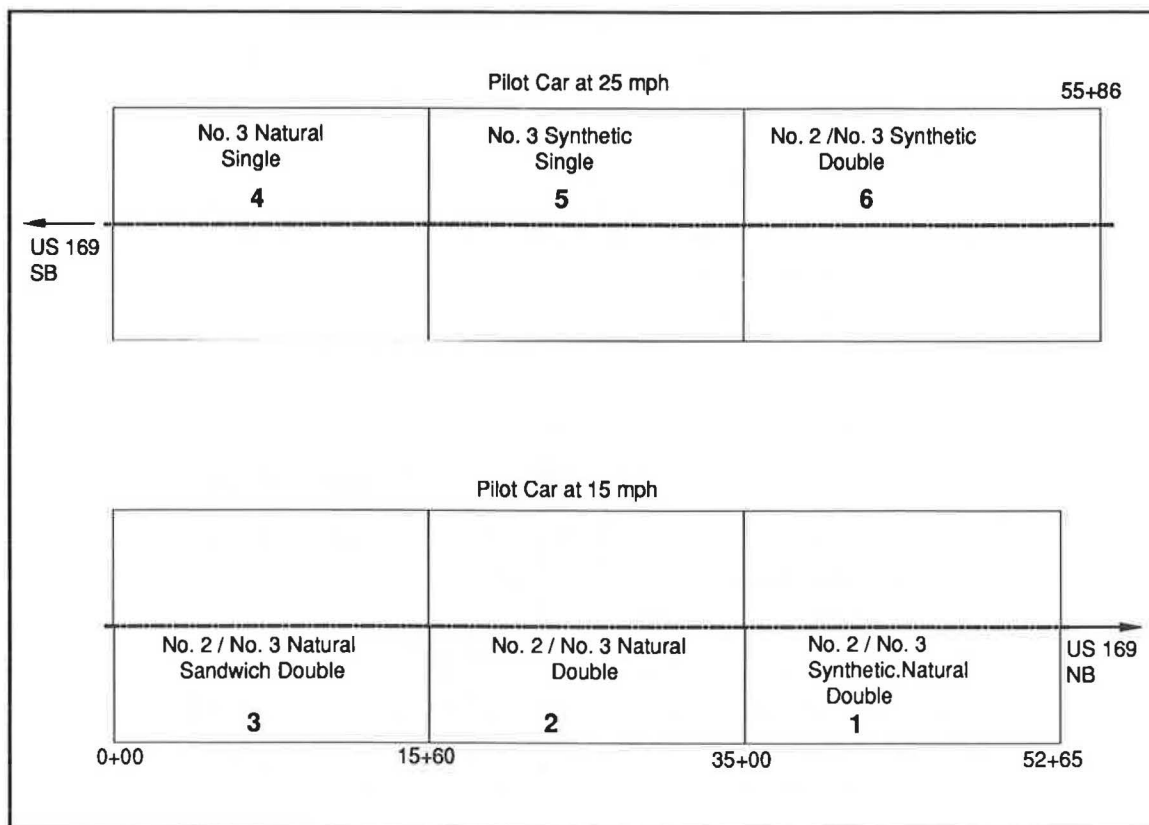 Pilot Car at 25 mph
55+86
No. 3 Natural
Single
4
No. 3 Synthetic
Single
5
No. 2 /No. 3 Synthetic
Double
6
US 169
SB
Pilot Car at 15 mph
No. 2 / No. 3 Natural
Sandwich Double
3
No. 2 / No. 3 Natural
Double
2
No. 2 / No. 3
Synthetic.Natural
Double
1
US 169
NB
0+00
15+60
35+00
52+65